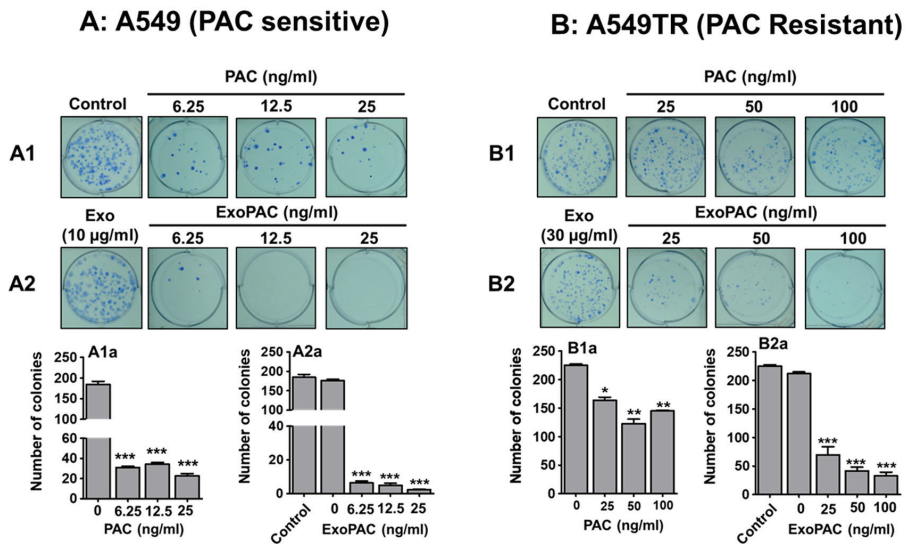 A: A549 (PAC sensitive)
PAC (ng/ml)
Control 6.25 12.5 25
A1
Exo (10 µg/ml)
ExoPAC (ng/ml)
6.25 12.5 25
A2
A1a
Number of colonies
250
200
150
100
60
40
20
0
***
***
***
0 6.25 12.5 25
PAC (ng/ml)
A2a
Number of colonies
250
200
150
100
40
20
0
***
***
***
Control 0 6.25 12.5 25
ExoPAC (ng/ml)
B: A549TR (PAC Resistant)
PAC (ng/ml)
Control 25 50 100
B1
Exo (30 µg/ml)
ExoPAC (ng/ml)
25 50 100
B2
B1a
Number of colonies
250
200
150
100
50
0
*
**
**
0 25 50 100
PAC (ng/ml)
B2a
Number of colonies
250
200
150
100
50
0
***
***
***
Control 0 25 50 100
ExoPAC (ng/ml)